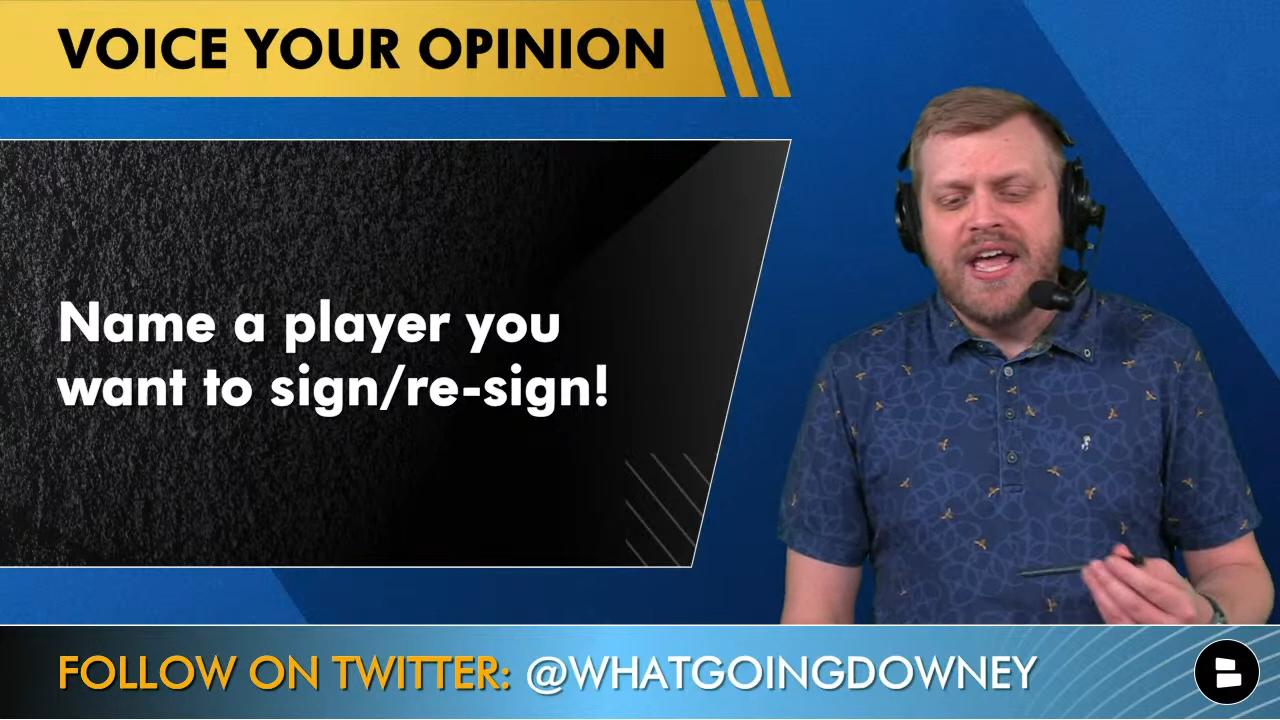 VOICE YOUR OPINION
Name a player you
want to sign/re-sign!
FOLLOW ON TWITTER: @WHATGOINGDOWNEY